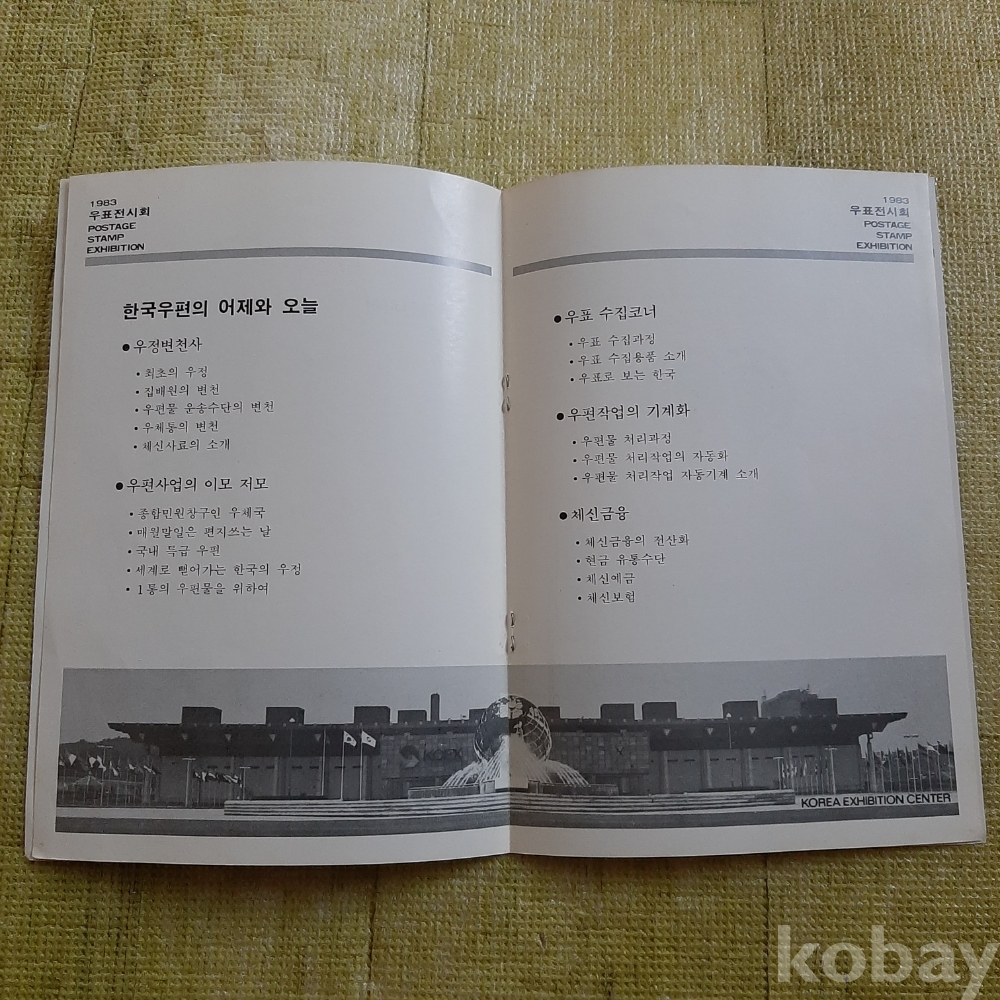 1983
우표전시회
POSTAGE
STAMP
EXHIBITION
한국우편의 어제와 오늘
● 우정변천사
• 최초의 우정
• 집배원의 변천
• 우편물 운송수단의 변천
• 우체통의 변천
• 체신사료의 소개
● 우편사업의 이모 저모
• 종합민원창구인 우체국
• 매월말일은 편지쓰는 날
• 국내 특급 우편
• 세계로 뻗어가는 한국의 우정
• 1통의 우편물을 위하여
1983
우표전시회
POSTAGE
STAMP
EXHIBITION
● 우표 수집코너
• 우표 수집과정
• 우표 수집용품 소개
• 우표로 보는 한국
● 우편작업의 기계화
• 우편물 처리과정
• 우편물 처리작업의 자동화
• 우편물 처리작업 자동기계 소개
● 체신금융
• 체신금융의 전산화
• 현금 유통수단
• 체신예금
• 체신보험
KOREA EXHIBITION CENTER
kobay